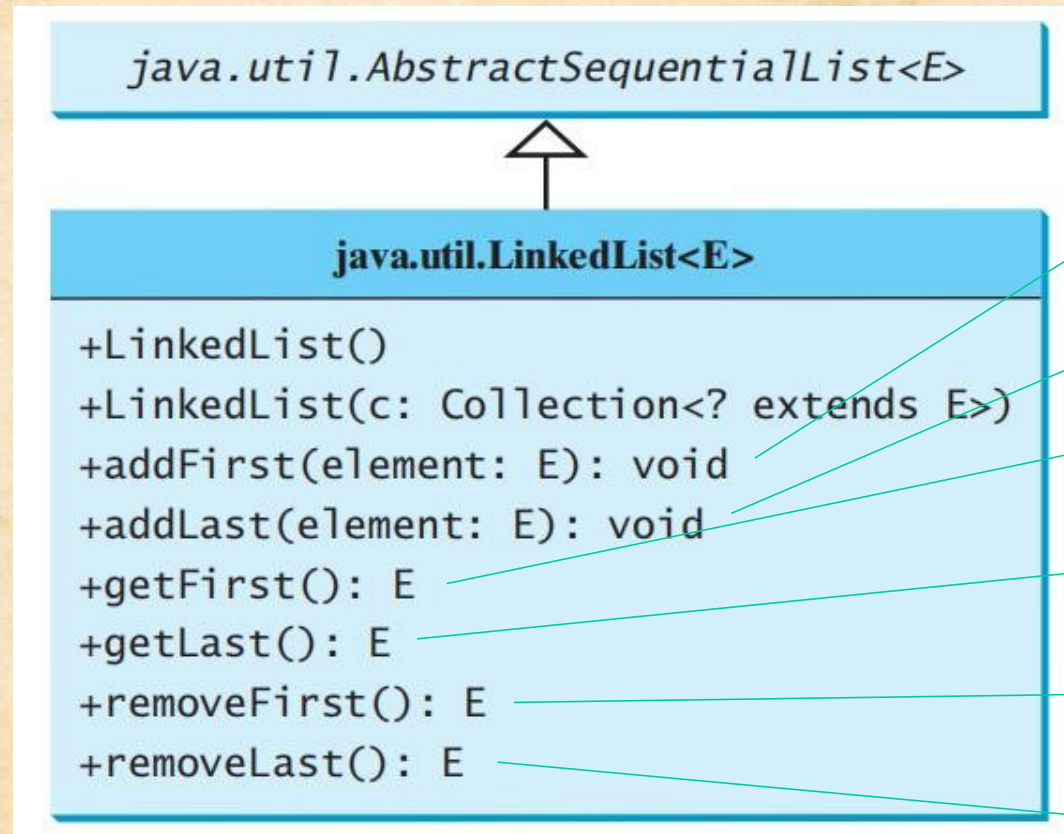 java.util.AbstractSequentialList<E>
java.util.LinkedList<E>
+LinkedList()
+LinkedList(c: Collection<? extends E>)
+addFirst(element: E): void
+addLast(element: E): void
+getFirst(): E
+getLast(): E
+removeFirst(): E
+removeLast(): E